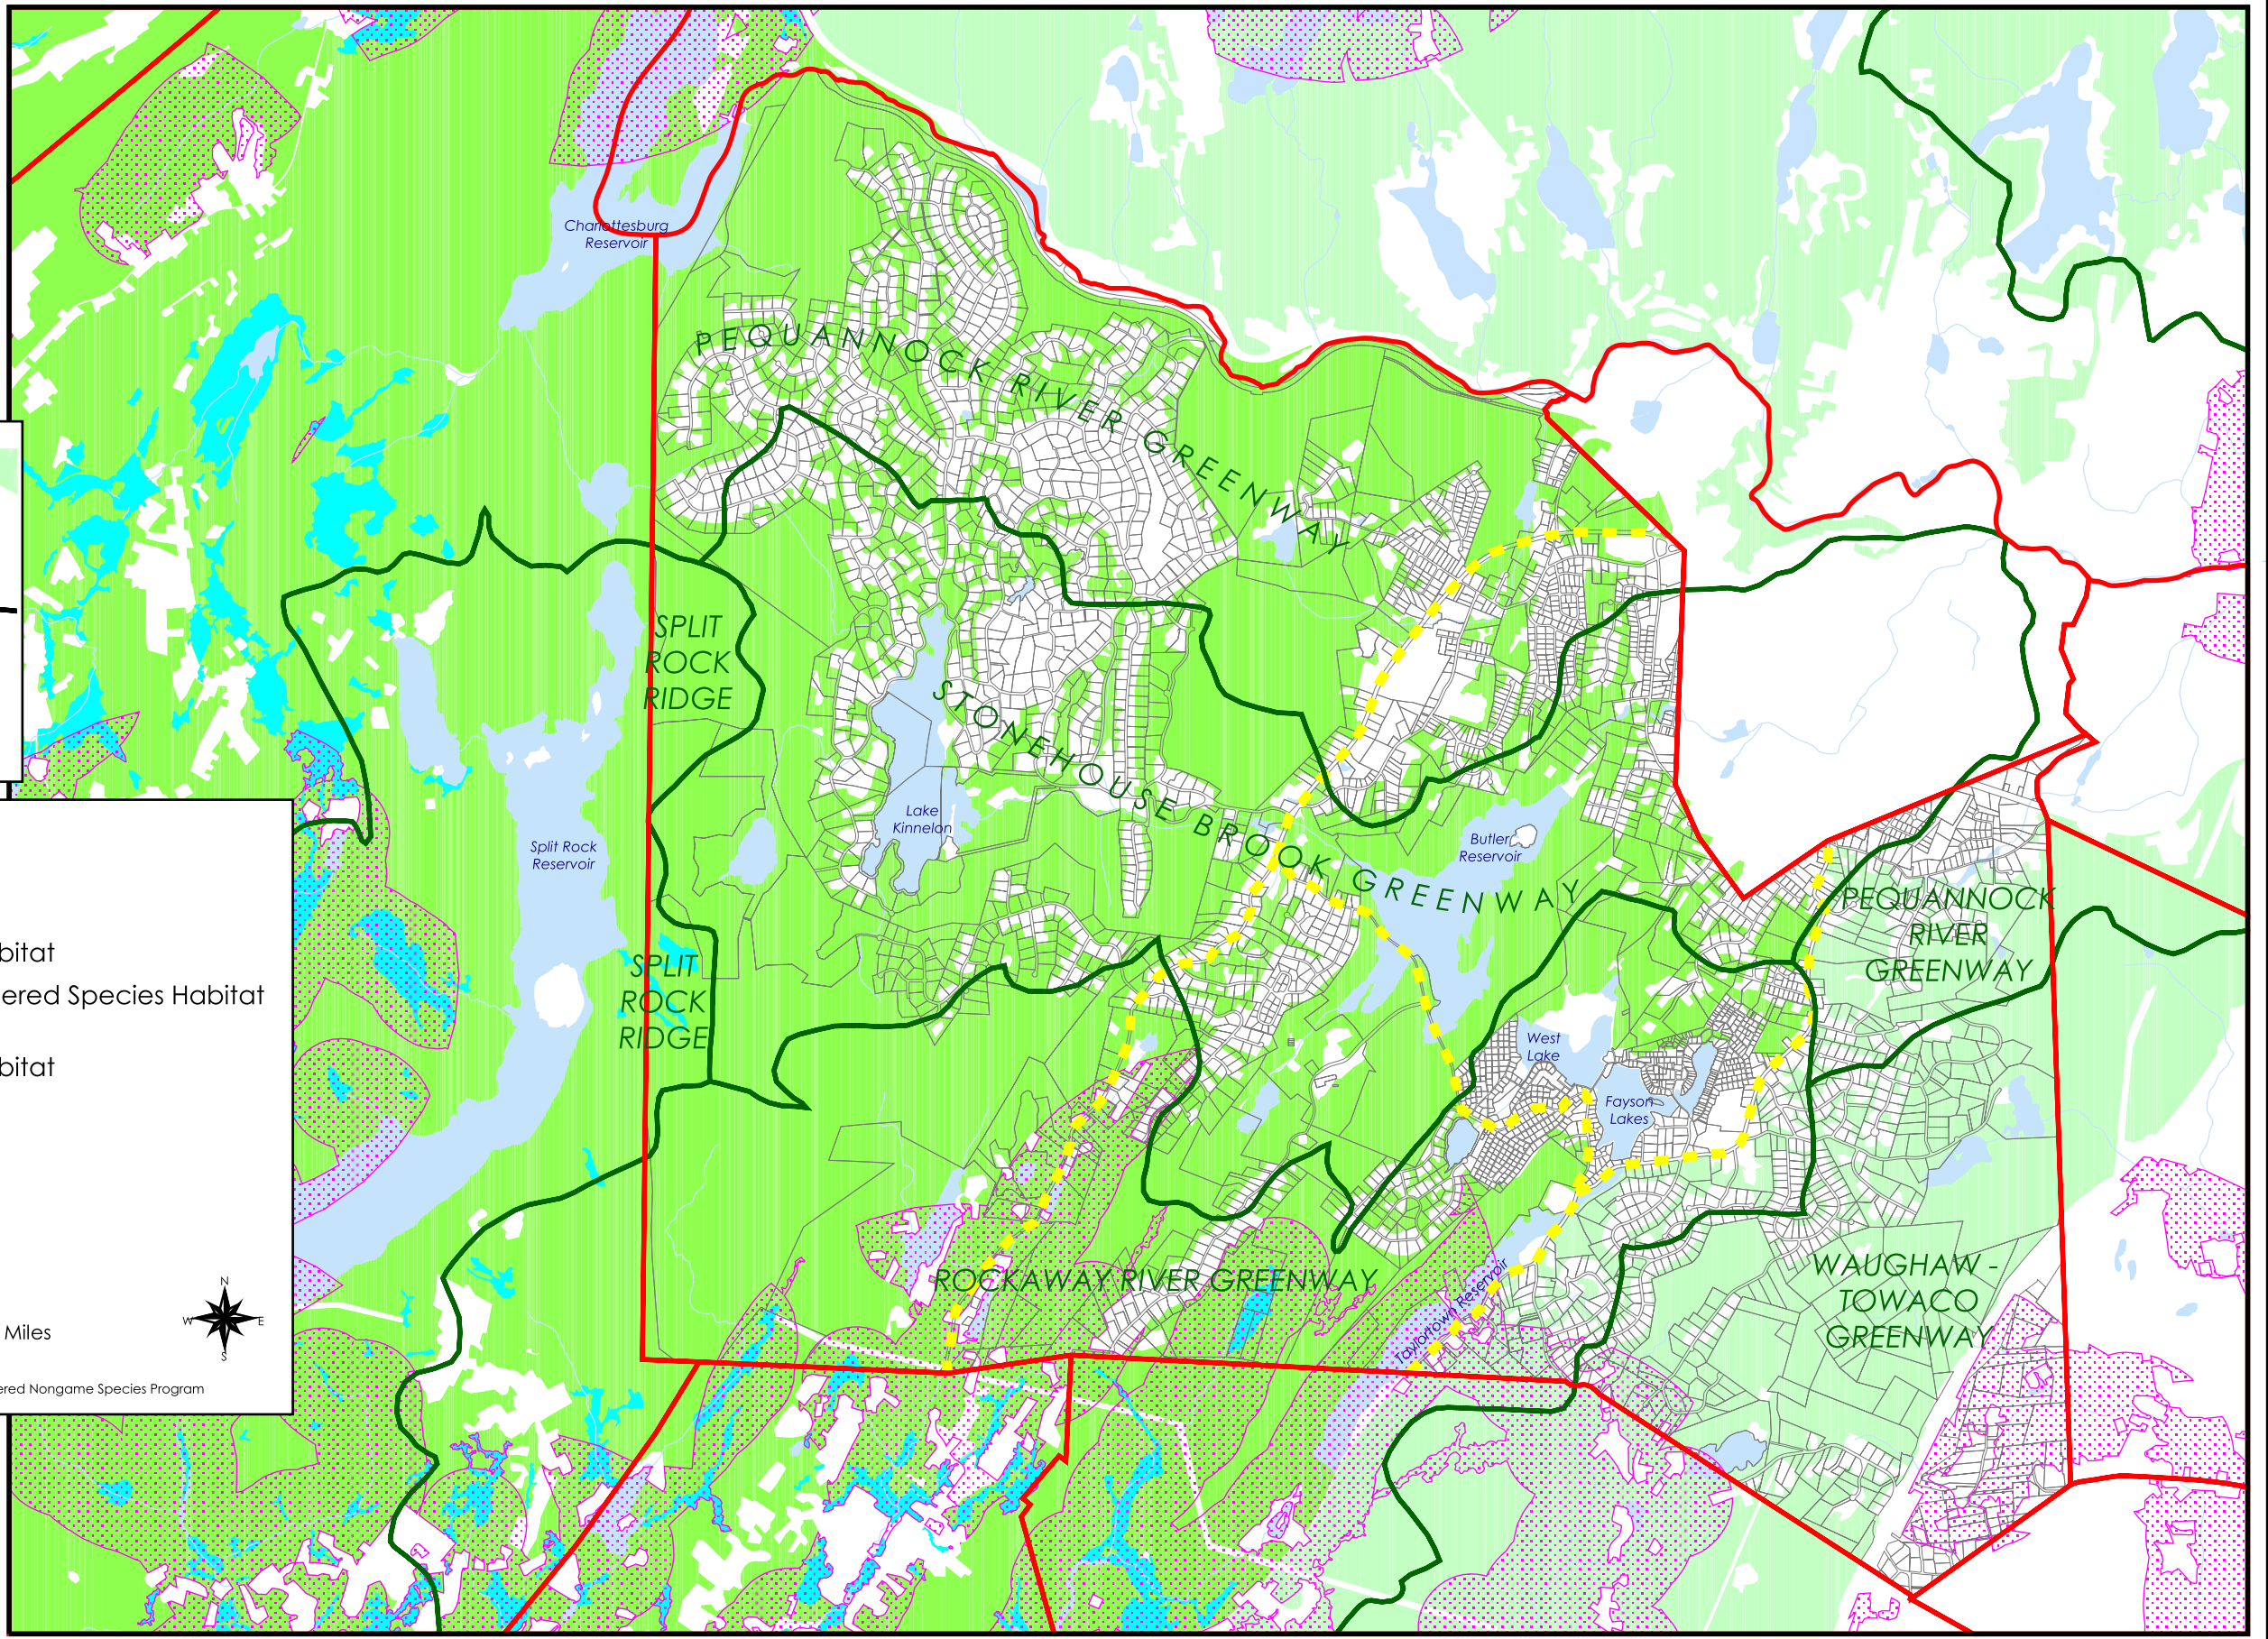 Charlottesburg
Reservoir
PEQUANNOCK RIVER GREENWAY
SPLIT
ROCK
RIDGE
STONEHOUSE BROOK GREENWAY
Lake
Kinnelon
Split Rock
Reservoir
Butler
Reservoir
PEQUANNOCK
RIVER
GREENWAY
SPLIT
ROCK
RIDGE
West
Lake
Fayson
Lakes
ROCKAWAY RIVER GREENWAY
Taylortown Reservoir
WAUGHAW -
TOWACO
GREENWAY
bitat
ered Species Habitat
bitat
N
W E
S
Miles
ered Nongame Species Program